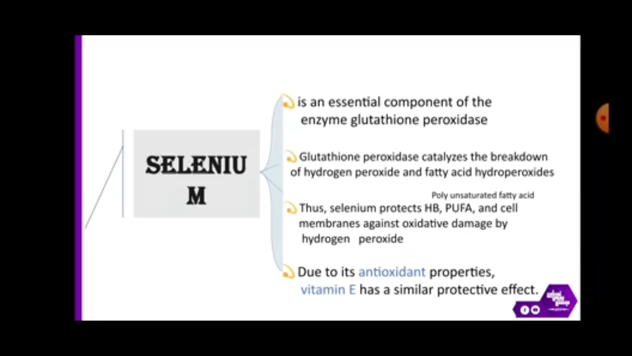 SELENIU
M
is an essential component of the
enzyme glutathione peroxidase
Glutathione peroxidase catalyzes the breakdown
of hydrogen peroxide and fatty acid hydroperoxides
Poly unsaturated fatty acid
Thus, selenium protects HB, PUFA, and cell
membranes against oxidative damage by
hydrogen peroxide
Due to its antioxidant properties,
vitamin E has a similar protective effect.